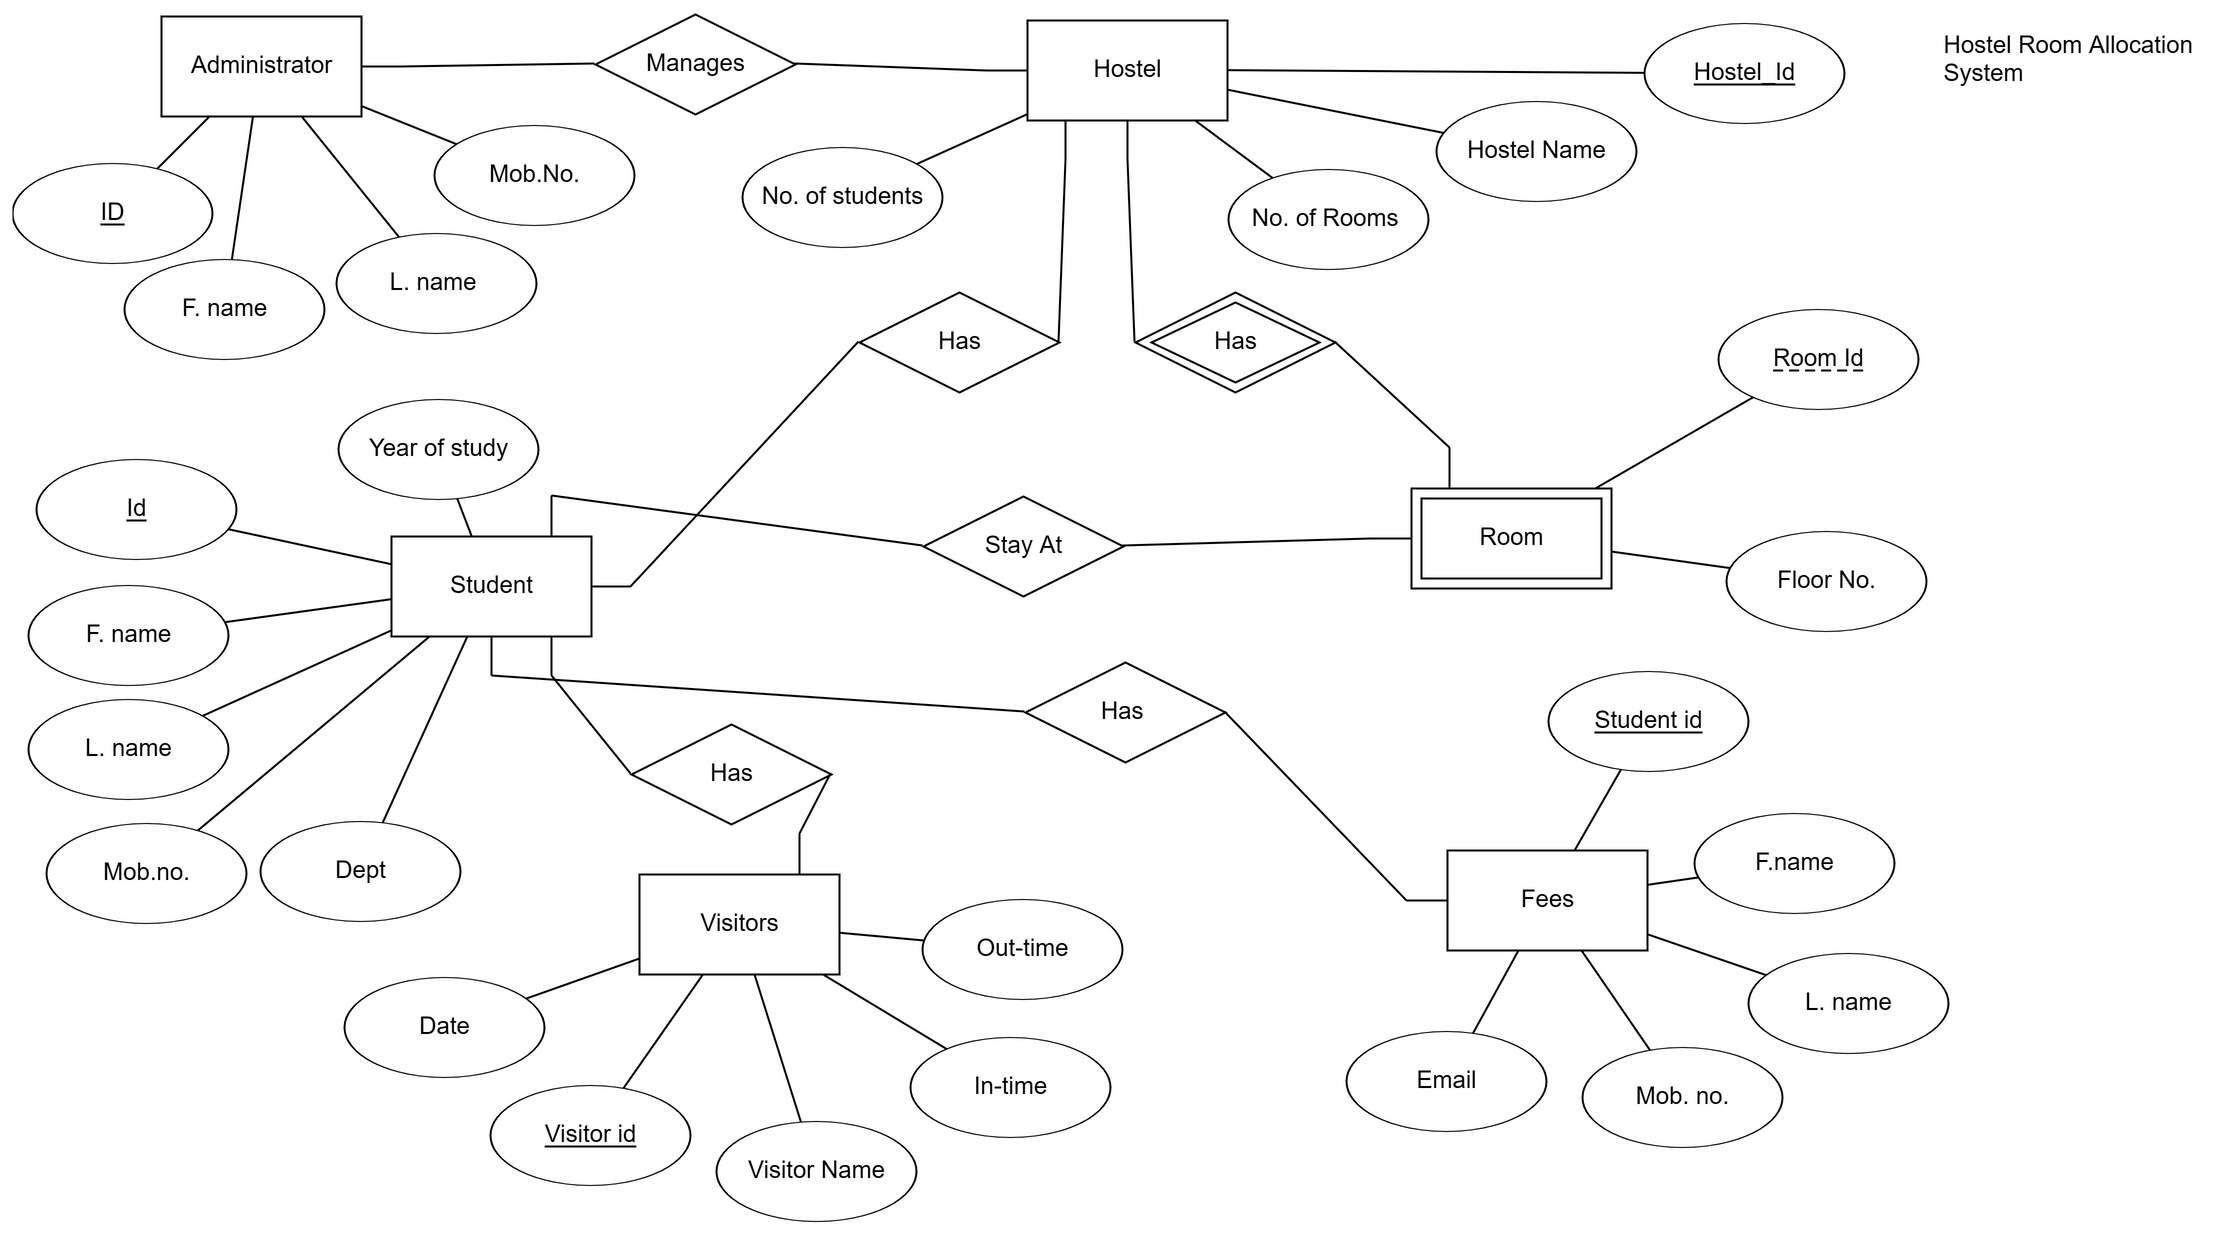 Administrator
Manages
Hostel
Hostel_Id
Hostel Room Allocation
System
Hostel Name
Mob.No.
No. of students
No. of Rooms
ID
L. name
F. name
Has
Has
Room Id
Year of study
Id
Stay At
Room
Student
Floor No.
F. name
L. name
Has
Student id
Has
Mob.no.
Dept
F.name
Visitors
Fees
Out-time
L. name
Date
In-time
Email
Mob. no.
Visitor id
Visitor Name